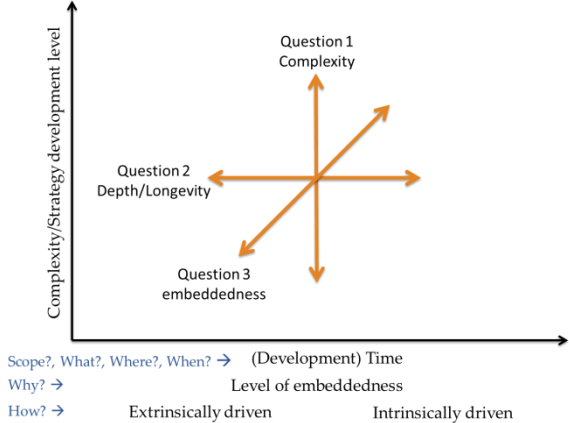 Question 1
Complexity
Complexity/Strategy development level
Question 2
Depth/Longevity
Question 3
embeddedness
Scope?, What?, Where?, When? → (Development) Time
Why? → Level of embeddedness
How? → Extrinsically driven Intrinsically driven